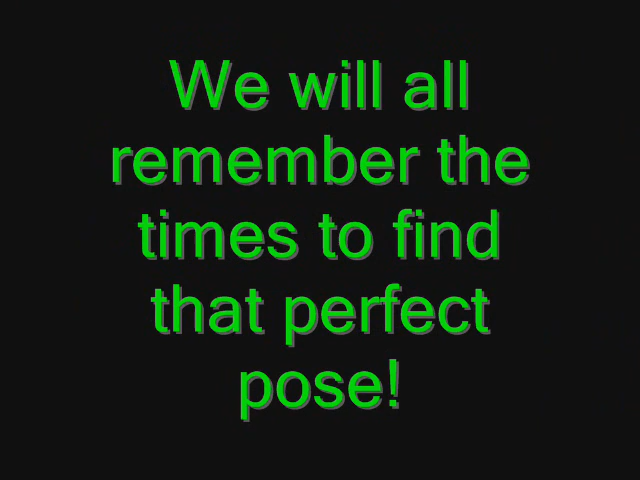 We will all
remember the
times to find
that perfect
pose!